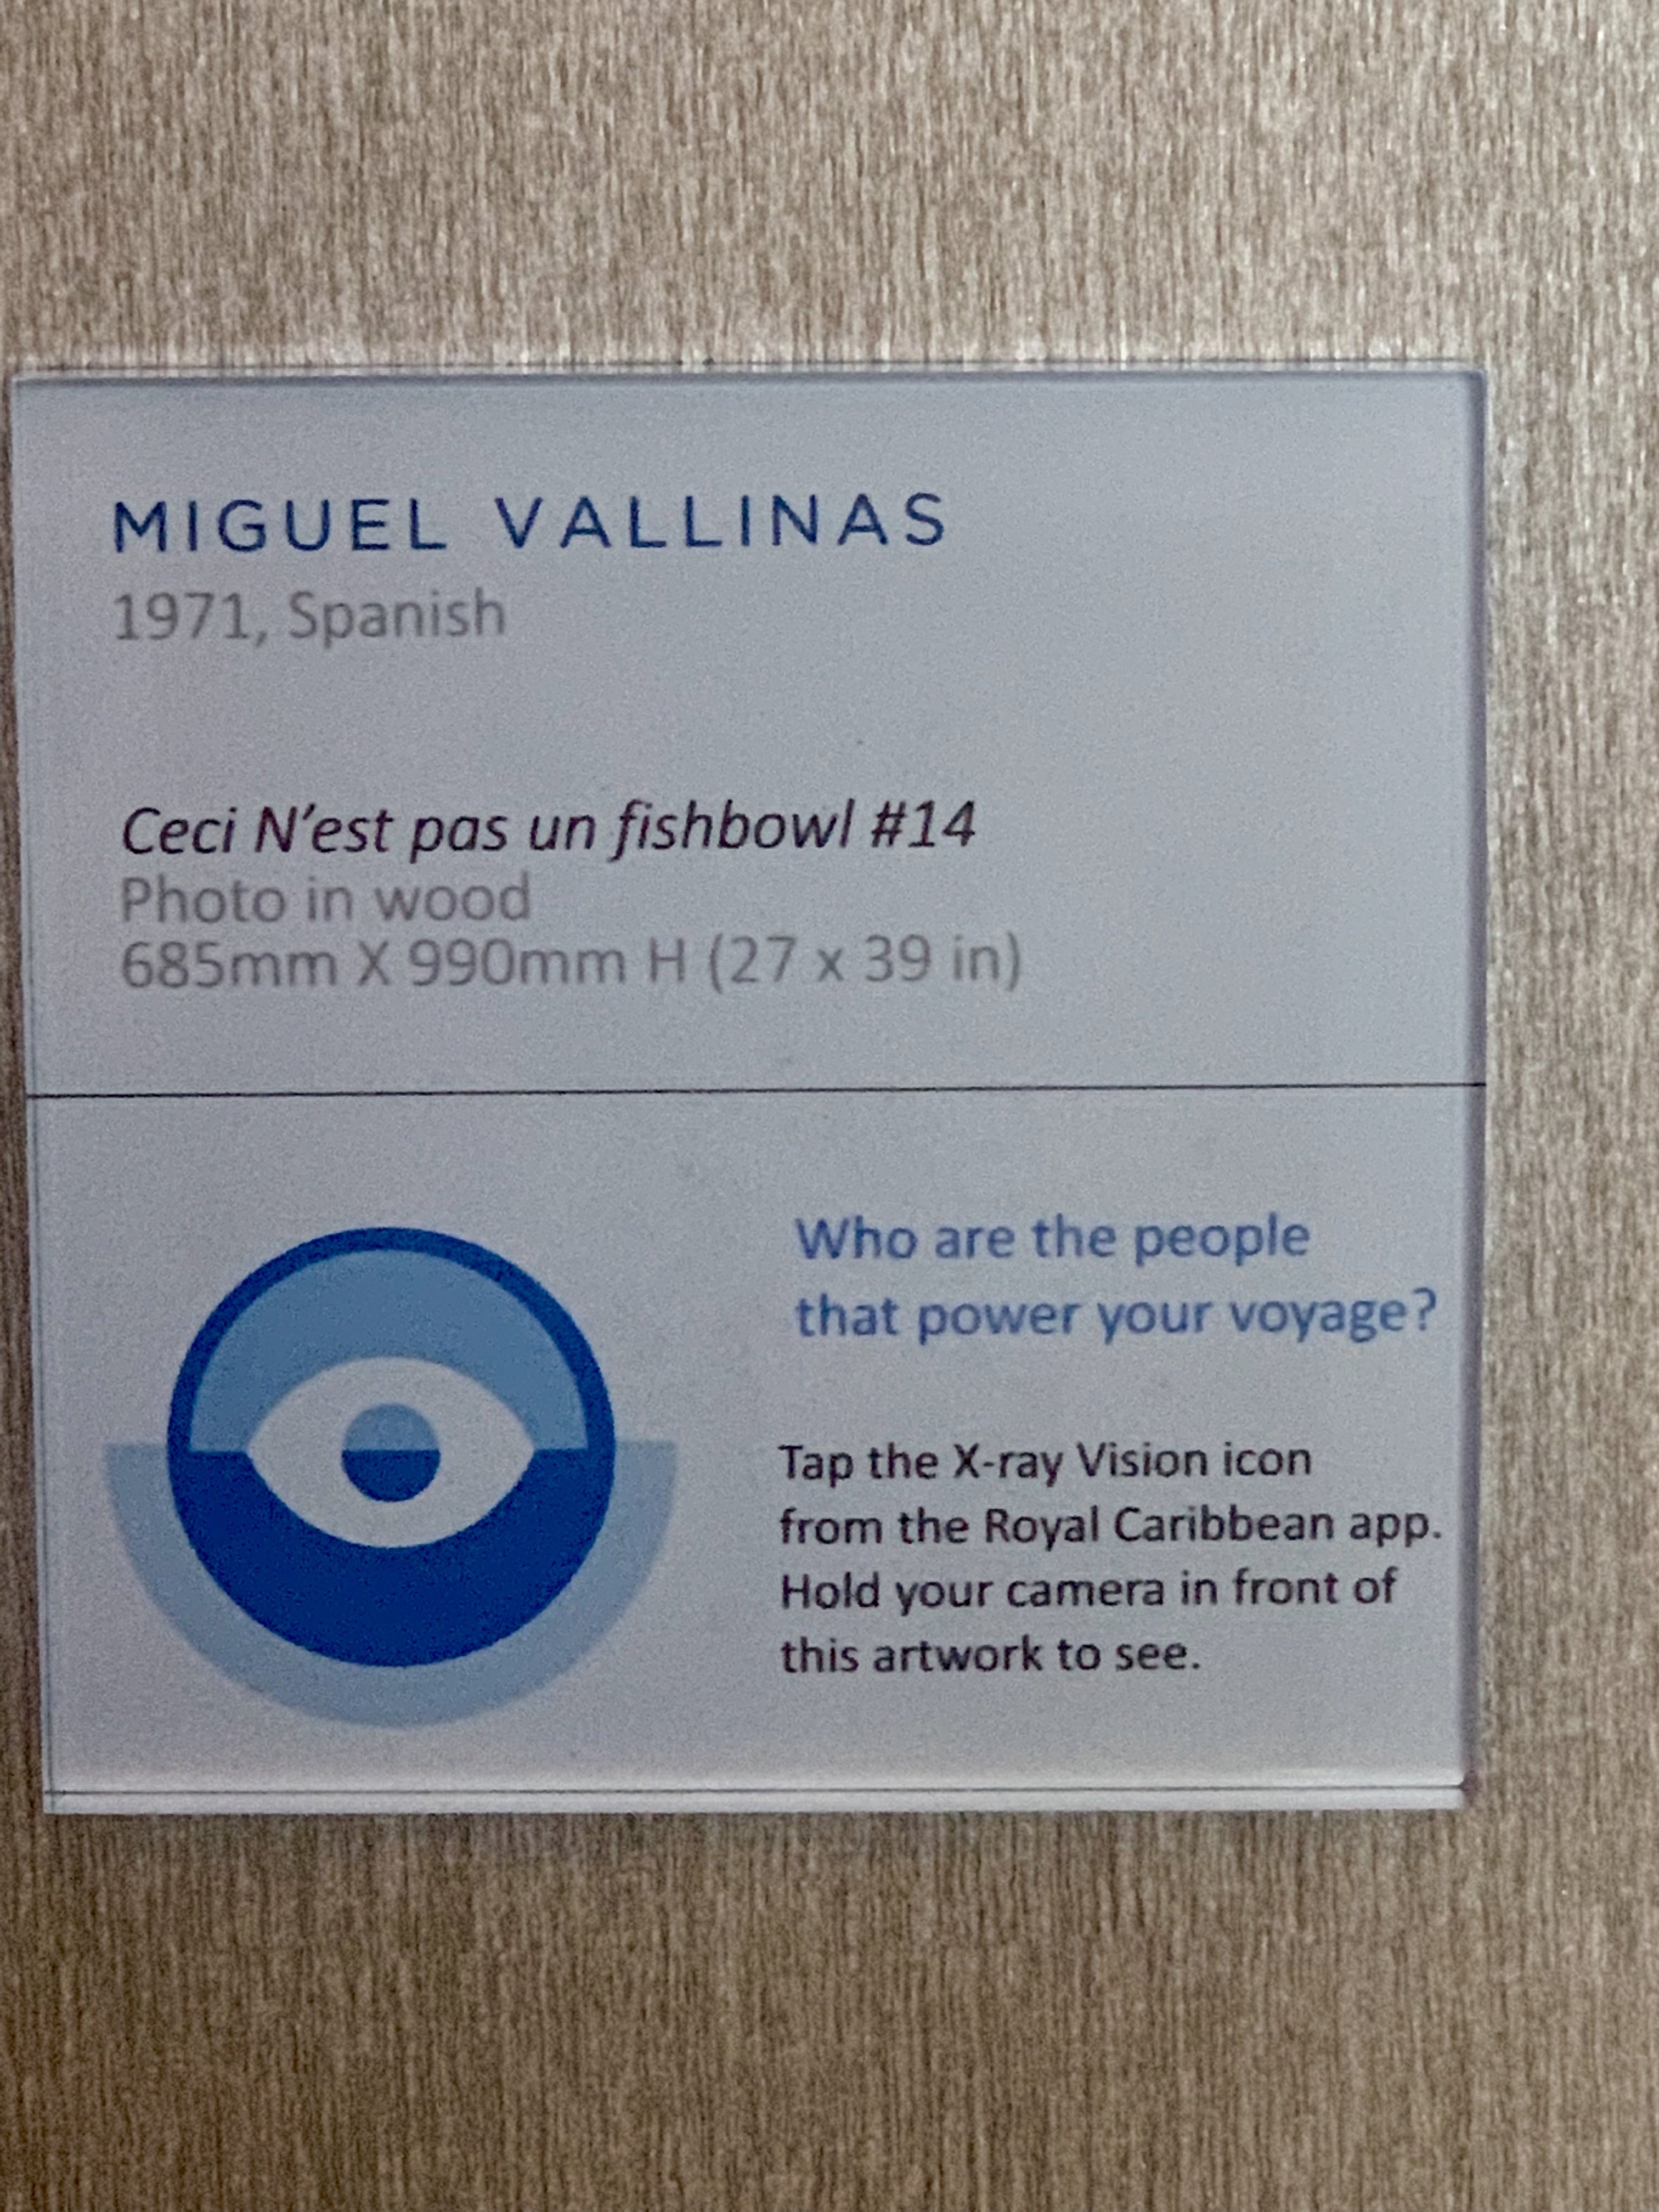 MIGUEL VALLINAS
1971, Spanish
Ceci N’est pas un fishbowl #14
Photo in wood
685mm X 990mm H (27 x 39 in)
Who are the people
that power your voyage?
Tap the X-ray Vision icon
from the Royal Caribbean app.
Hold your camera in front of
this artwork to see.